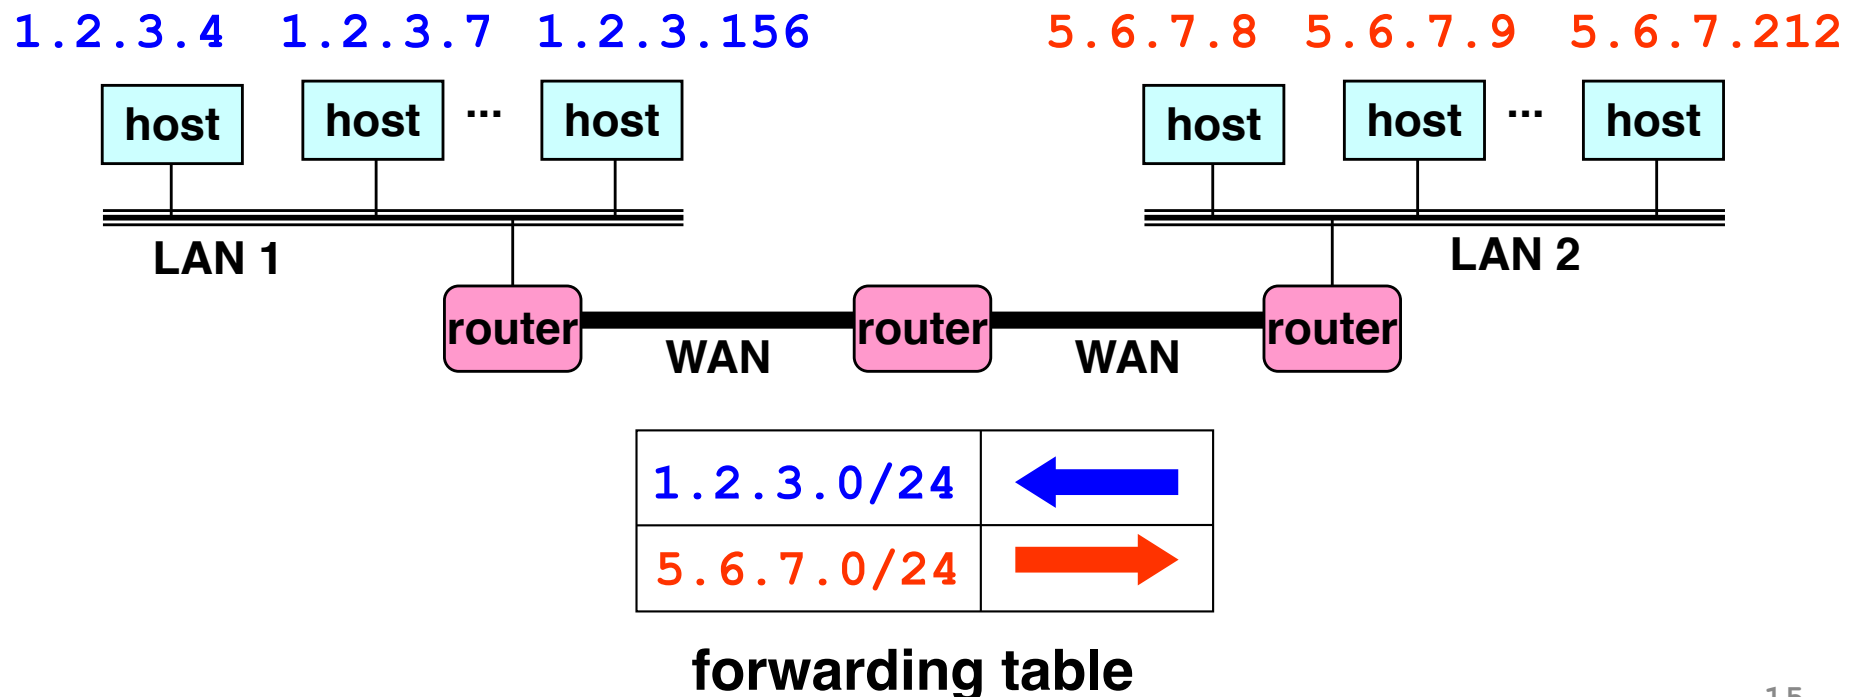 1.2.3.4 1.2.3.7 1.2.3.156 5.6.7.8 5.6.7.9 5.6.7.212
host host ... host host host ... host
LAN 1 LAN 2
router router router
WAN WAN
1.2.3.0/24
5.6.7.0/24
forwarding table
15